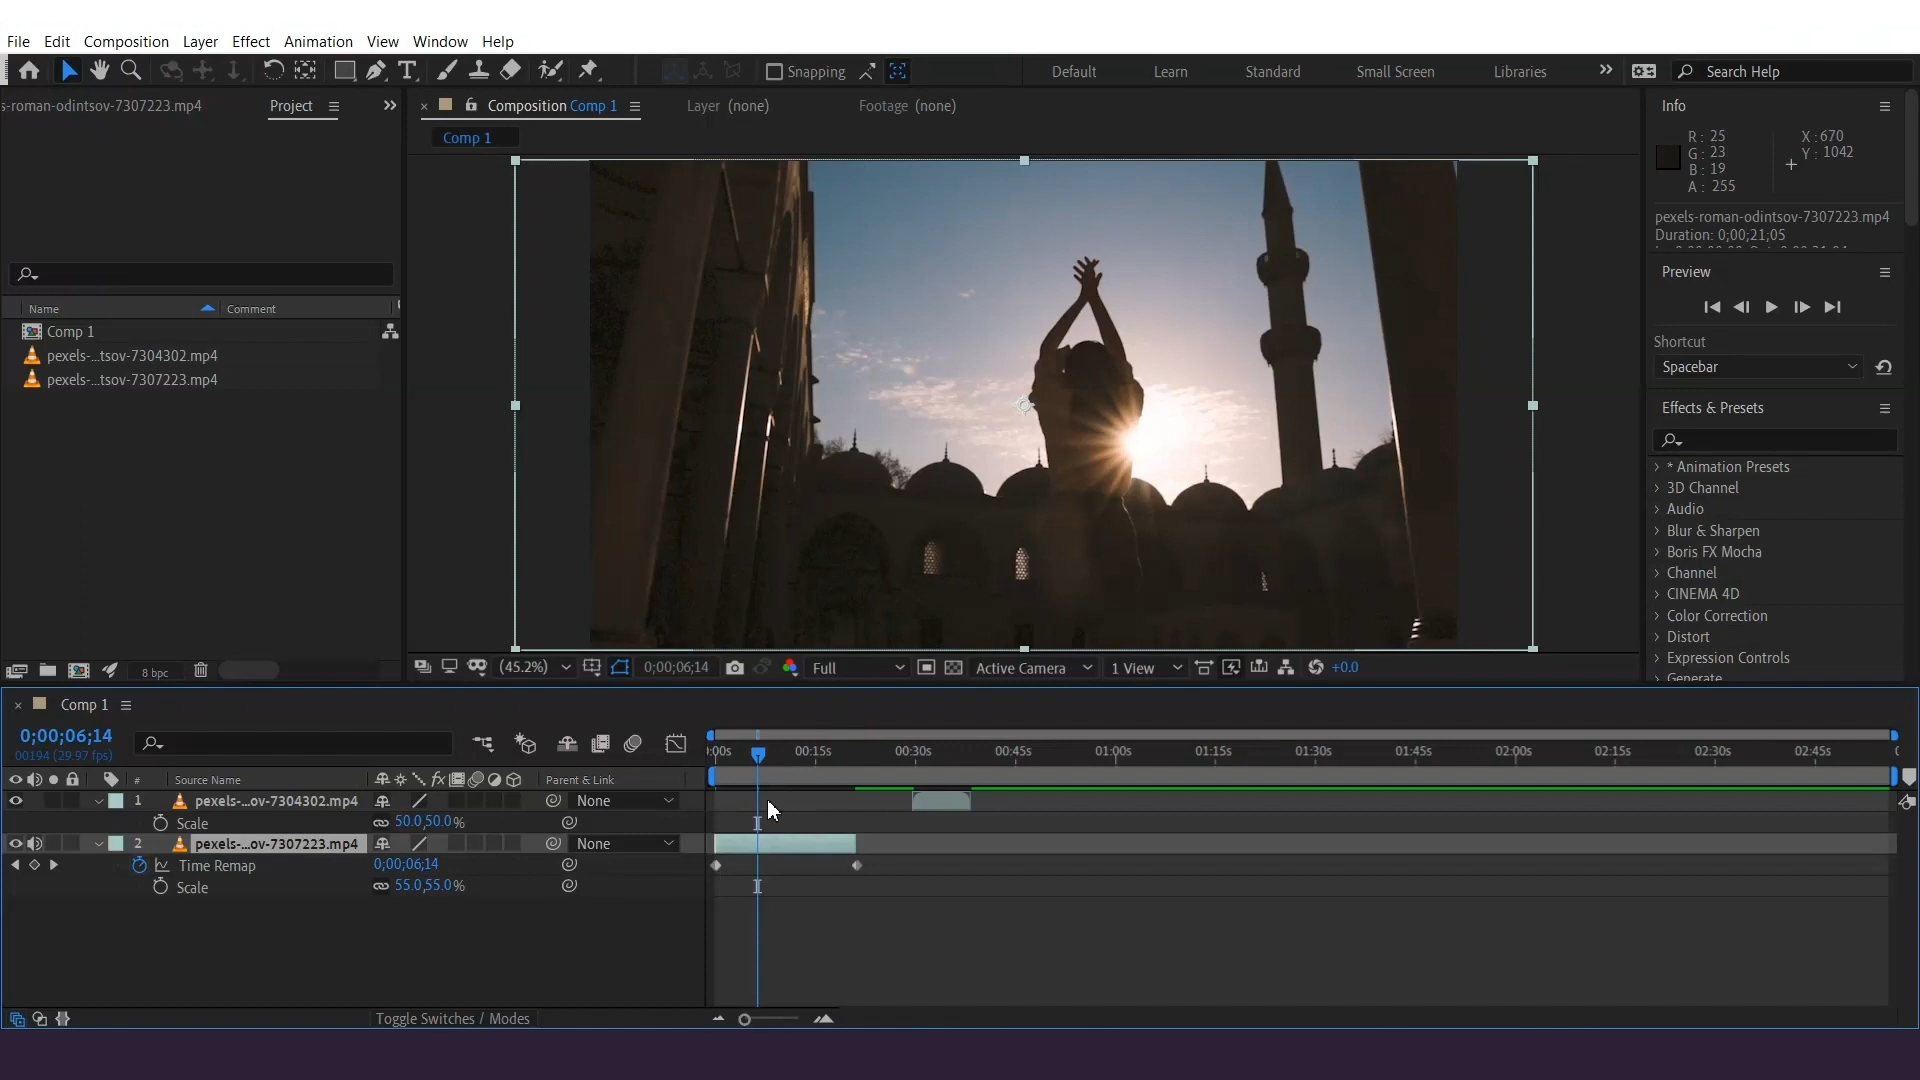 File Edit Composition Layer Effect Animation View Window Help
Snapping Default Learn Standard Small Screen Libraries Search Help
s-roman-odintsov-7307223.mp4 Project Composition Comp 1 Layer (none) Footage (none) Info
Comp 1
R : 25 X : 670
G : 23 Y : 1042
B : 19
A : 255
pexels-roman-odintsov-7307223.mp4
Duration: 0;00;21;05
Preview
Name Comment
Comp 1
Shortcut
pexels-...tsov-7304302.mp4
Spacebar
pexels-...tsov-7307223.mp4
Effects & Presets
* Animation Presets
3D Channel
Audio
Blur & Sharpen
Boris FX Mocha
Channel
CINEMA 4D
Color Correction
Distort
Expression Controls
Generate
8 bpc (45.2%) 0;00;06;14 Full Active Camera 1 View +0.0
Comp 1
0;00;06;14
00194 (29.97 fps)
:00s 00:15s 00:30s 00:45s 01:00s 01:15s 01:30s 01:45s 02:00s 02:15s 02:30s 02:45s
# Source Name fx Parent & Link
1 pexels-...ov-7304302.mp4 None
Scale 50.0,50.0%
2 pexels-...ov-7307223.mp4 None
Time Remap 0;00;06;14
Scale 55.0,55.0%
Toggle Switches / Modes